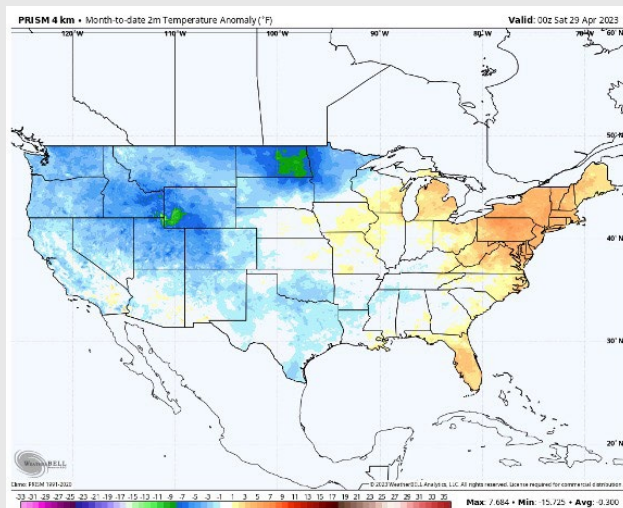 PRISM 4 km • Month-to-date 2m Temperature Anomaly (°F)
Valid: 00z Sat 29 Apr 2023
120°W 110°W 100°W 90°W 80°W 70°W 60°N
50°N
40°N
30°N
20°N
WeatherBELL
Climo: PRISM 1991-2020
© 2023 WeatherBELL Analytics, LLC. All rights reserved. License required for commercial distribution
-33 -31 -29 -27 -25 -23 -21 -19 -17 -15 -13 -11 -9 -7 -5 -3 -1 1 3 5 7 9 11 13 15 17 19 21 23 25 27 29 31 33 35
Max: 7.684 • Min: -15.725 • Avg: -0.300